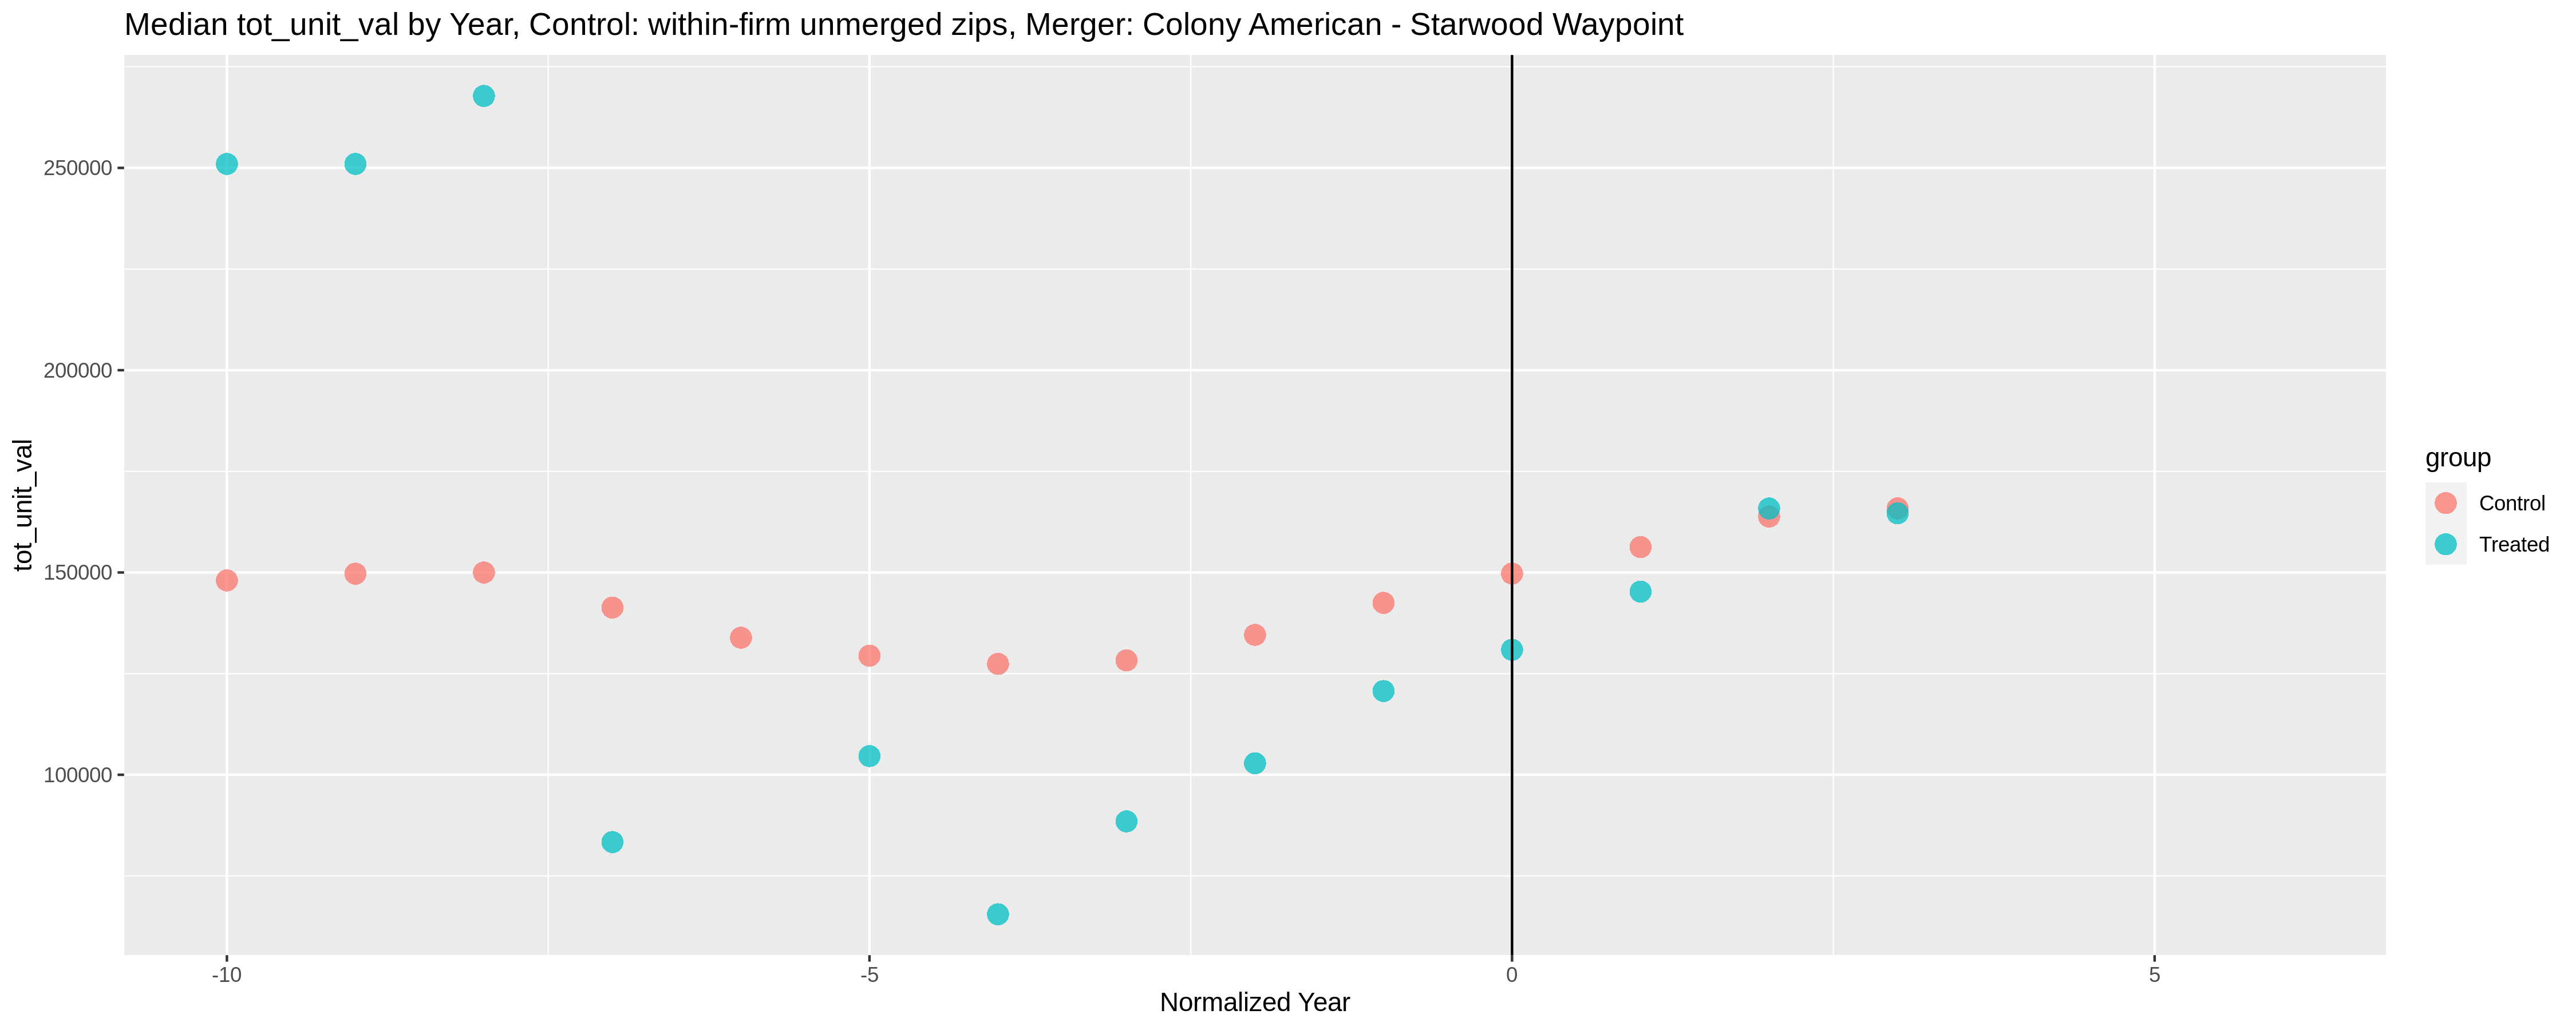 Median tot_unit_val by Year, Control: within-firm unmerged zips, Merger: Colony American - Starwood Waypoint
tot_unit_val
250000
200000
150000
100000
-10
-5
0
5
Normalized Year
group
Control
Treated